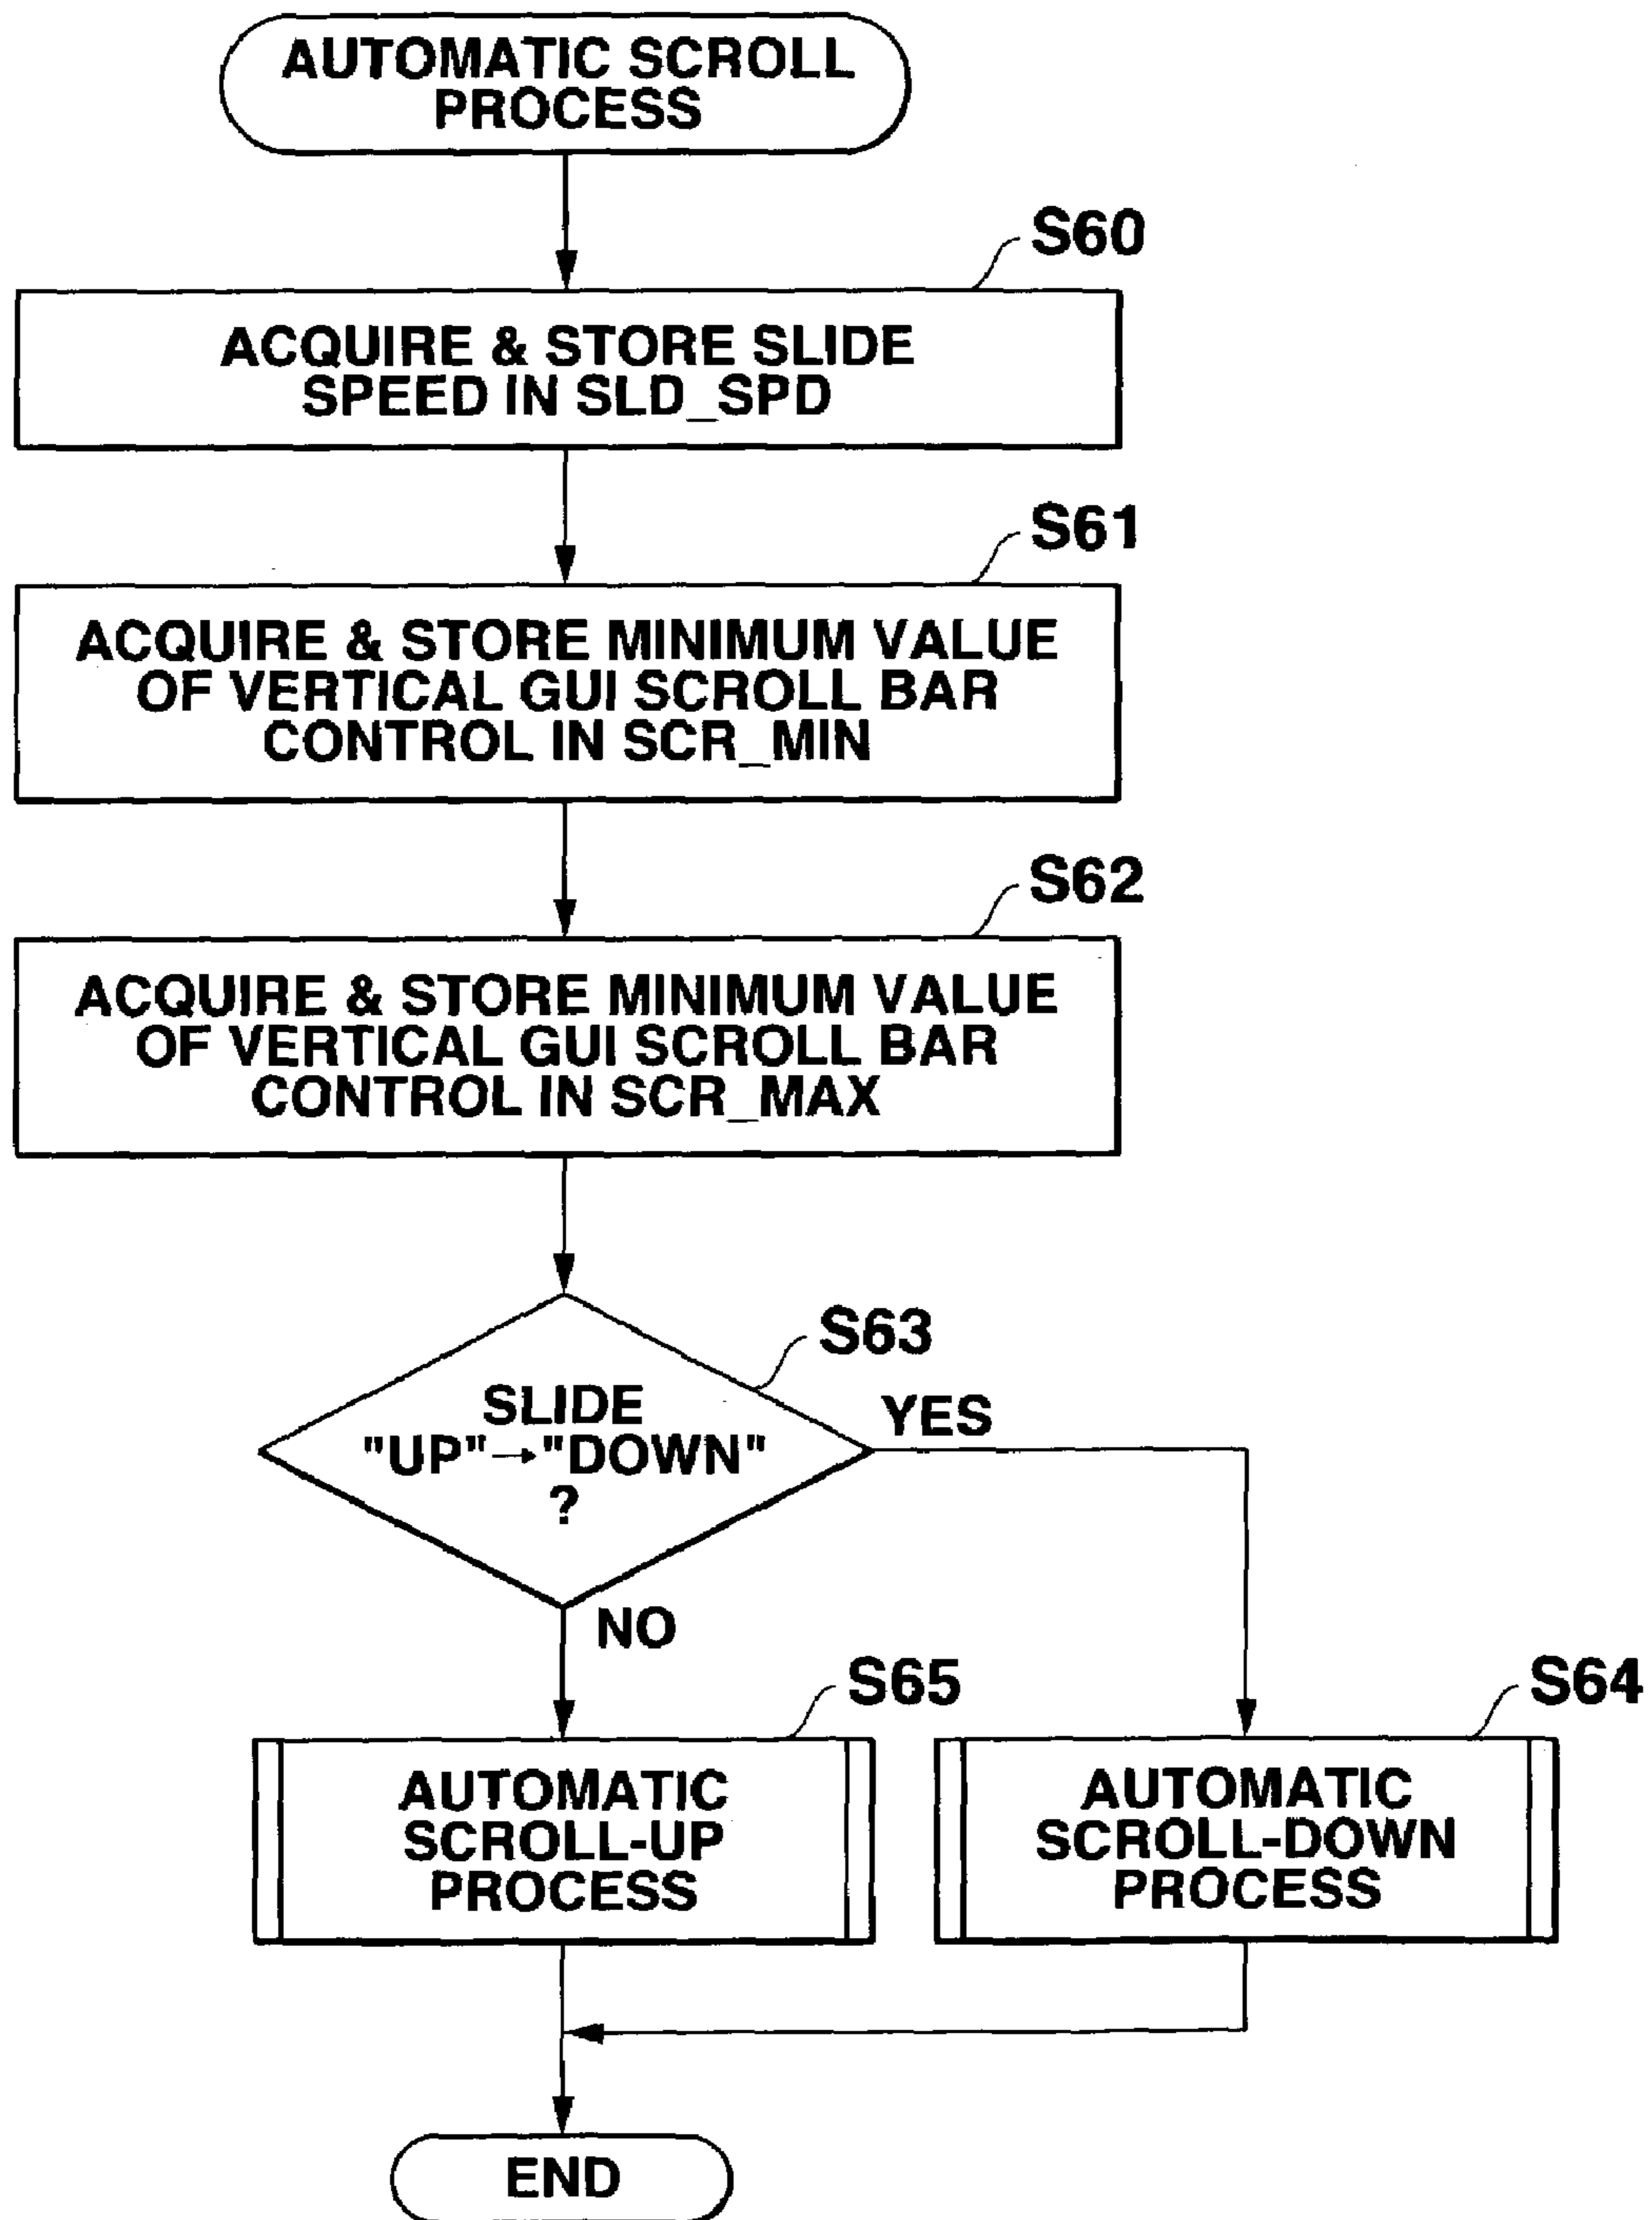 AUTOMATIC SCROLL
PROCESS
S60
ACQUIRE & STORE SLIDE
SPEED IN SLD_SPD
S61
ACQUIRE & STORE MINIMUM VALUE
OF VERTICAL GUI SCROLL BAR
CONTROL IN SCR_MIN
S62
ACQUIRE & STORE MINIMUM VALUE
OF VERTICAL GUI SCROLL BAR
CONTROL IN SCR_MAX
S63
SLIDE
"UP"→"DOWN"
?
YES
NO
S65
AUTOMATIC
SCROLL-UP
PROCESS
S64
AUTOMATIC
SCROLL-DOWN
PROCESS
END